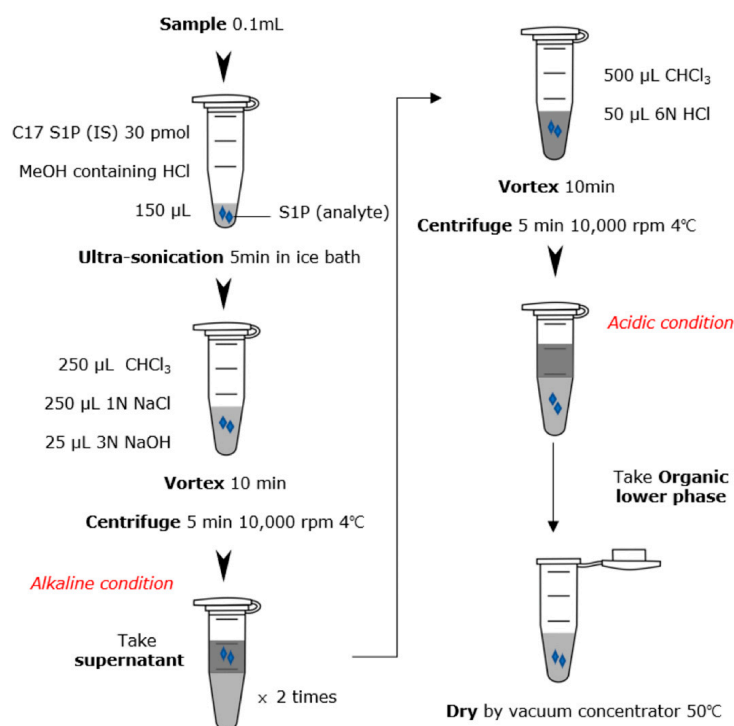 Sample 0.1mL
C17 S1P (IS) 30 pmol
MeOH containing HCl
150 µL
S1P (analyte)
Ultra-sonication 5min in ice bath
250 µL CHCl₃
250 µL 1N NaCl
25 µL 3N NaOH
Vortex 10 min
Centrifuge 5 min 10,000 rpm 4℃
Alkaline condition
Take
supernatant
x 2 times
500 µL CHCl₃
50 µL 6N HCl
Vortex 10min
Centrifuge 5 min 10,000 rpm 4℃
Acidic condition
Take Organic
lower phase
Dry by vacuum concentrator 50℃